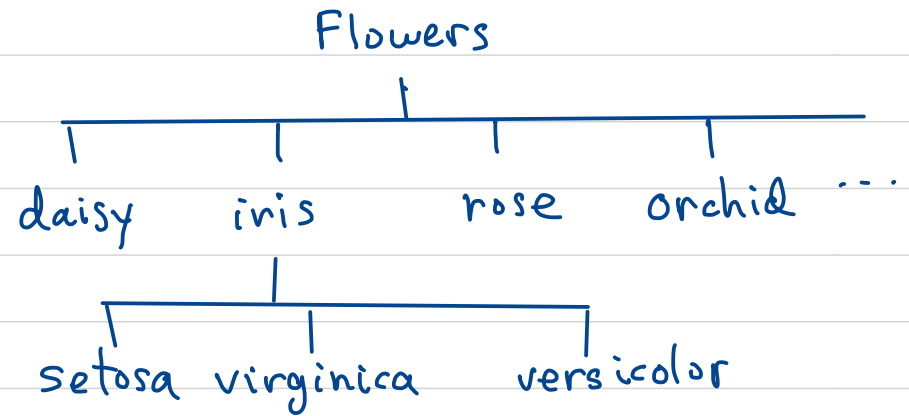 Flowers
daisy iris rose orchid ...
setosa virginica versicolor